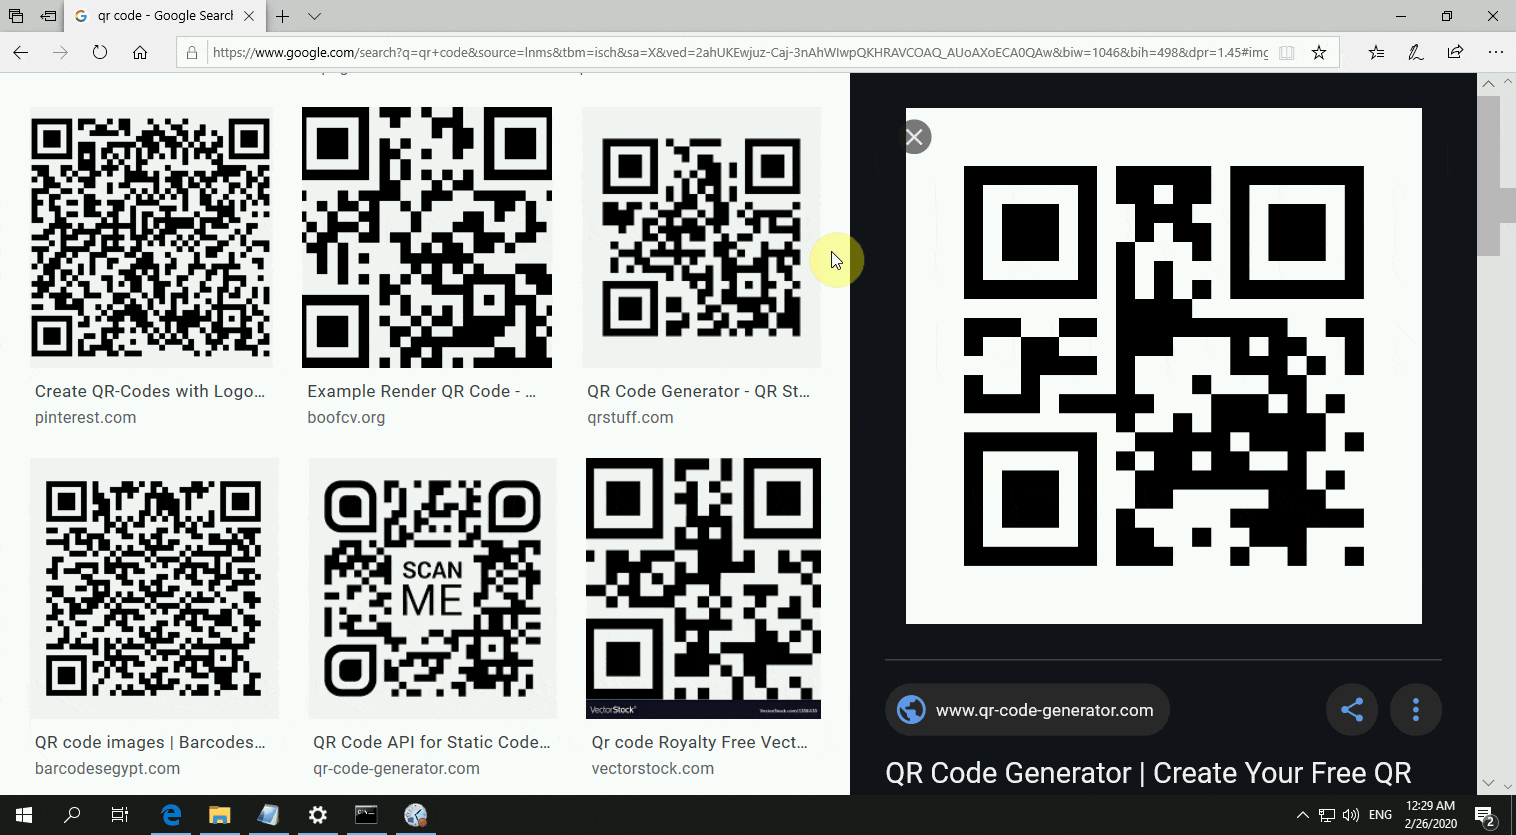 qr code - Google Search
https://www.google.com/search?q=qr+code&source=lnms&tbm=isch&sa=X&ved=2ahUKEwjuz-Caj-3nAhWIwpQKHRAVCOAQ_AUoAXoECA0QAw&biw=1046&bih=498&dpr=1.45#img
Create QR-Codes with Logo...
pinterest.com
Example Render QR Code - ...
boofcv.org
QR Code Generator - QR St...
qrstuff.com
SCAN
ME
VectorStock
QR code images | Barcodes...
barcodesegypt.com
QR Code API for Static Code...
qr-code-generator.com
Qr code Royalty Free Vect...
vectorstock.com
www.qr-code-generator.com
QR Code Generator | Create Your Free QR
ENG
12:29 AM
2/26/2020
2